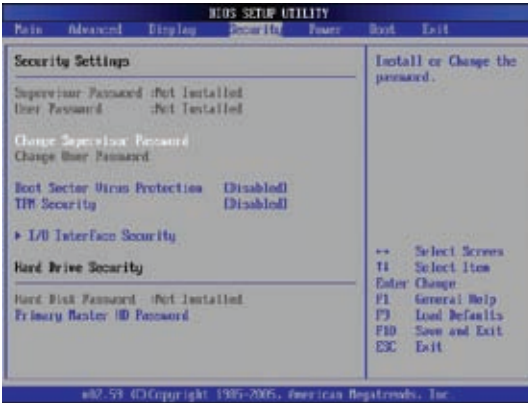 BIOS SETUP UTILITY
Main Advanced Display Security Power Boot Exit
Security Settings
Supervisor Password :Not Installed
User Password :Not Installed
Change Supervisor Password
Change User Password
Boot Sector Virus Protection [Disabled]
TPM Security [Disabled]
▶ I/O Interface Security
Hard Drive Security
Hard Disk Password :Not Installed
Primary Master HD Password
Install or Change the
password.
↔ Select Screen
↑↓ Select Item
Enter Change
F1 General Help
F9 Load Defaults
F10 Save and Exit
ESC Exit
v02.59 (C)Copyright 1985-2005, American Megatrends, Inc.